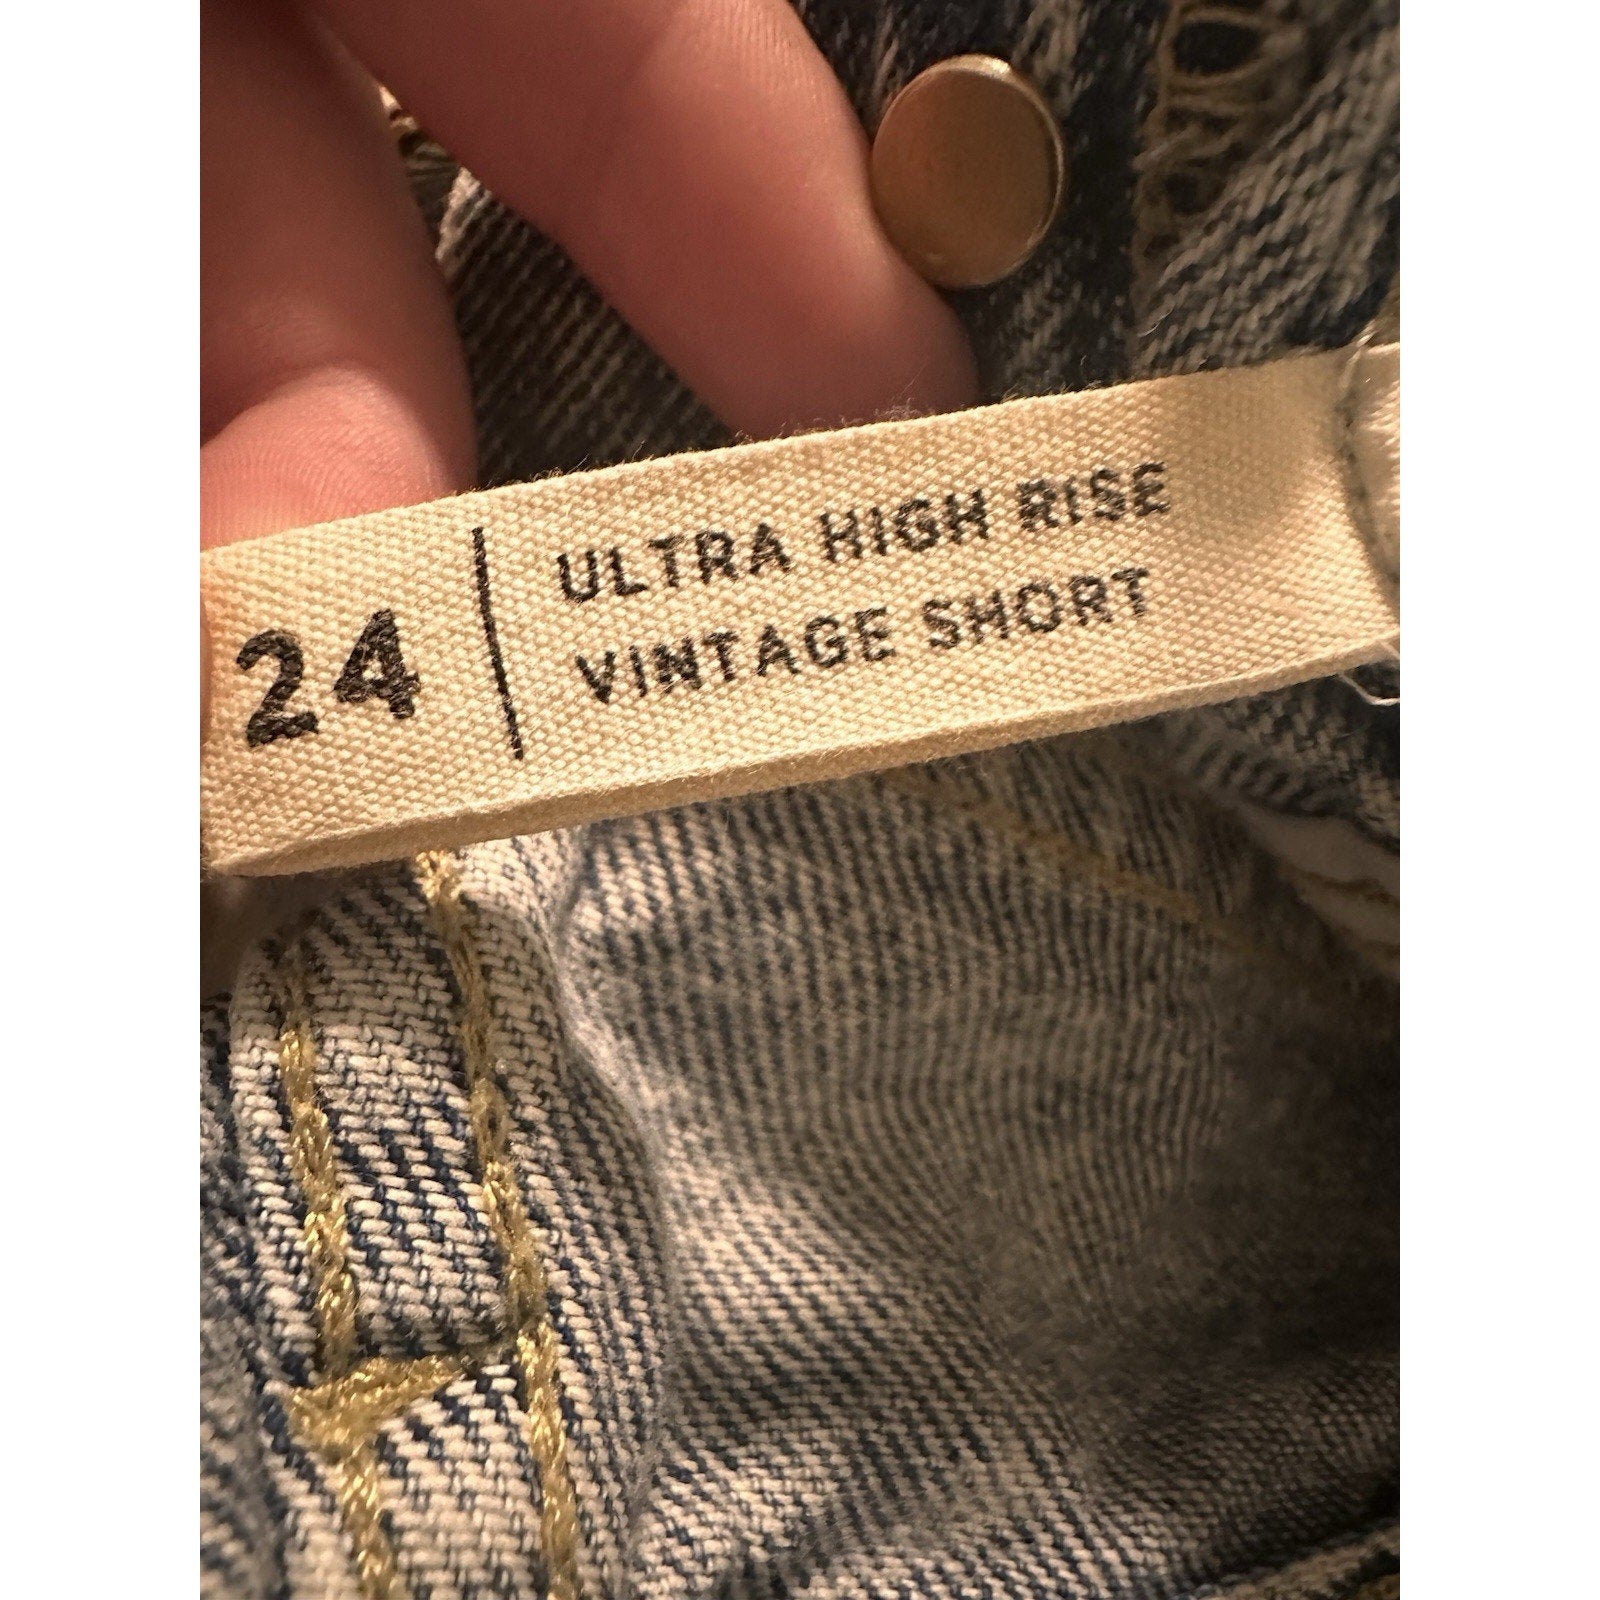 24
ULTRA HIGH RISE
VINTAGE SHORT